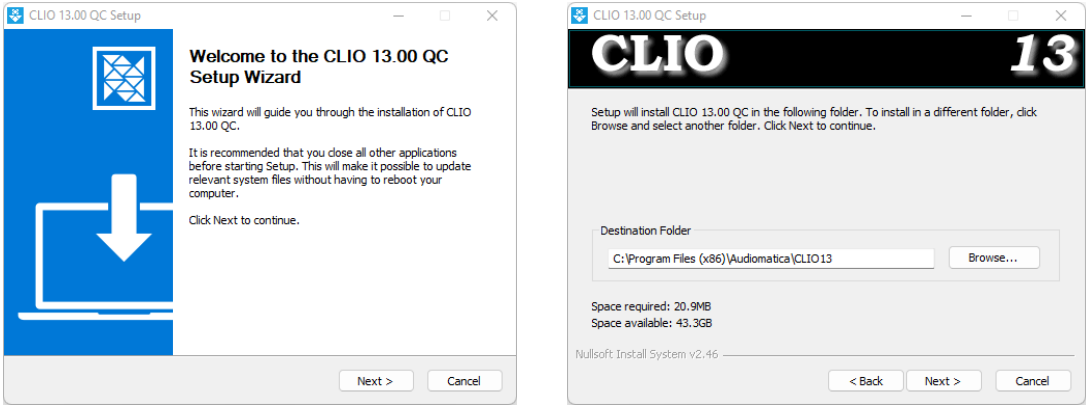 CLIO 13.00 QC Setup
Welcome to the CLIO 13.00 QC
Setup Wizard
This wizard will guide you through the installation of CLIO
13.00 QC.
It is recommended that you close all other applications
before starting Setup. This will make it possible to update
relevant system files without having to reboot your
computer.
Click Next to continue.
Next >
Cancel
CLIO 13.00 QC Setup
CLIO 13
Setup will install CLIO 13.00 QC in the following folder. To install in a different folder, click
Browse and select another folder. Click Next to continue.
Destination Folder
C:\Program Files (x86)\Audiomatica\CLIO13
Browse...
Space required: 20.9MB
Space available: 43.3GB
Nullsoft Install System v2.46
< Back
Next >
Cancel